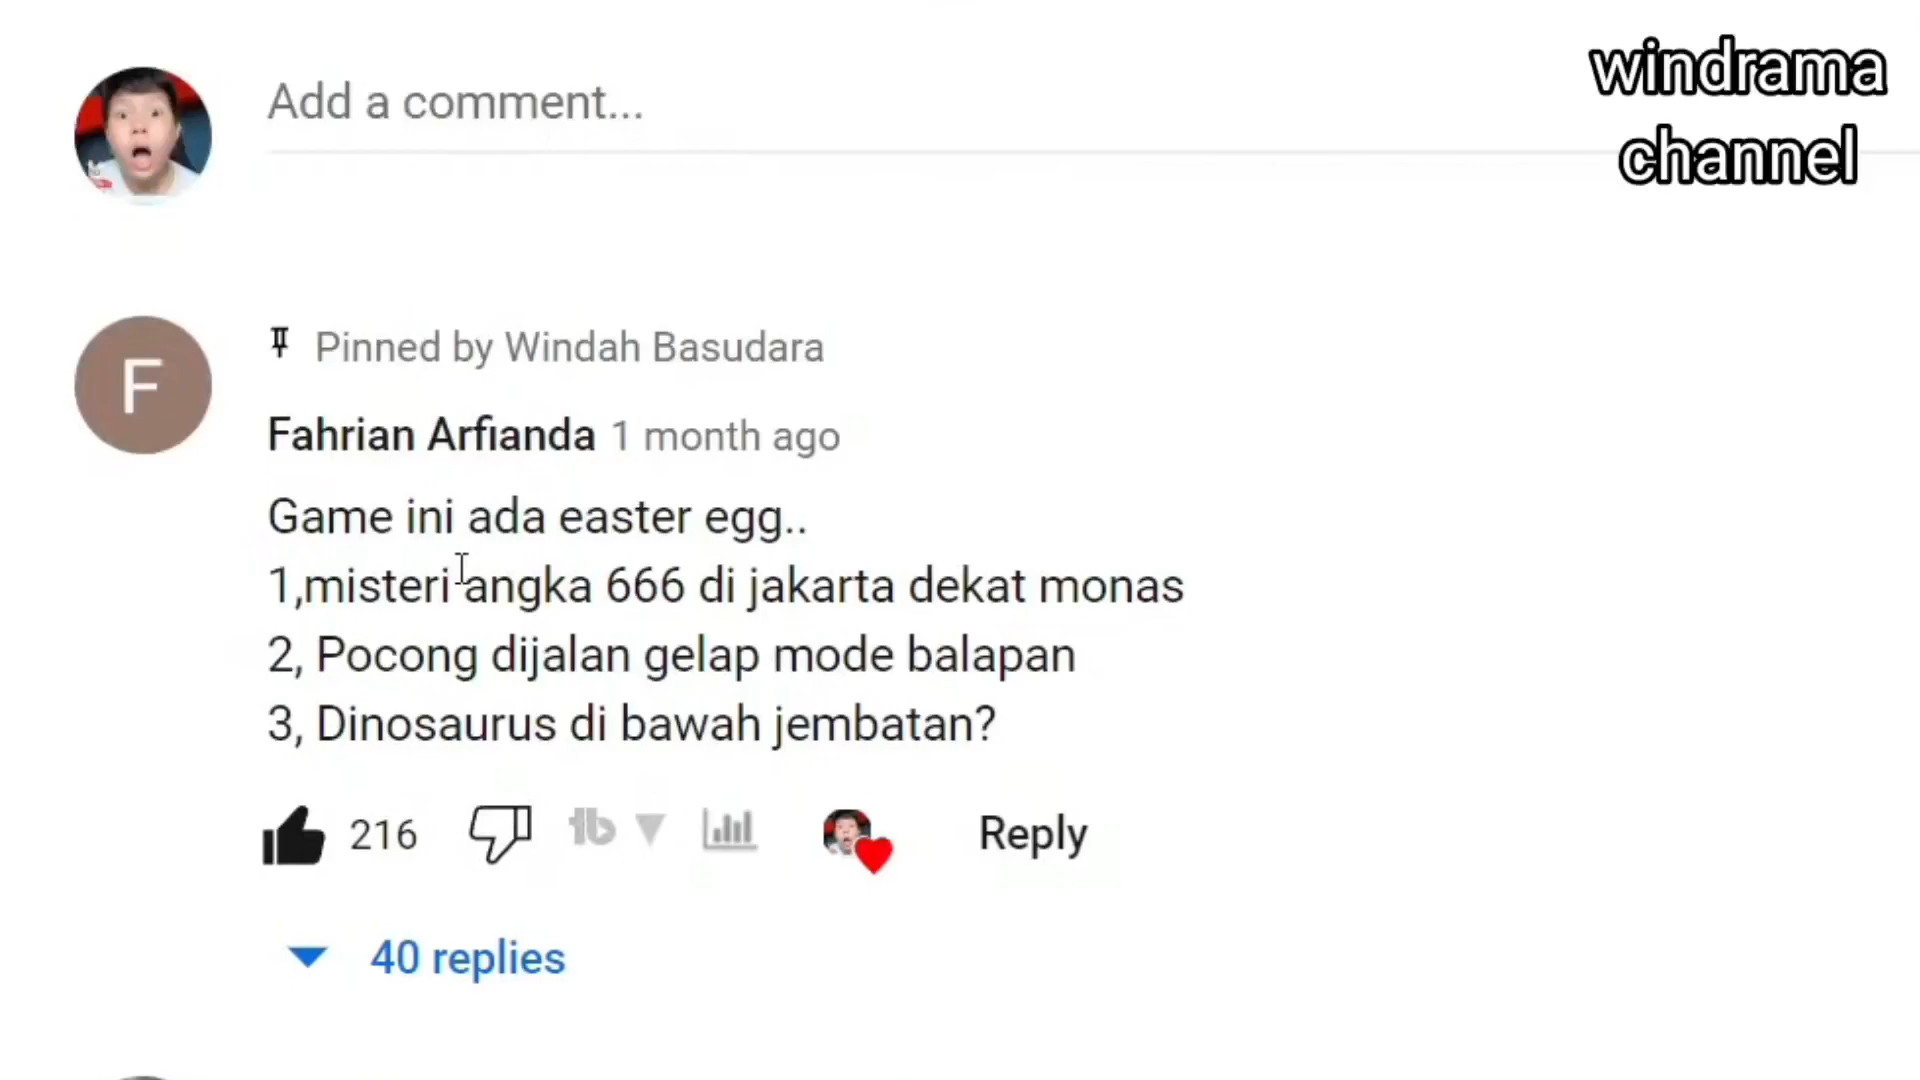 windrama
channel
Add a comment...
Pinned by Windah Basudara
F
Fahrian Arfianda 1 month ago
Game ini ada easter egg..
1,misteri angka 666 di jakarta dekat monas
2, Pocong dijalan gelap mode balapan
3, Dinosaurus di bawah jembatan?
216 Reply
40 replies